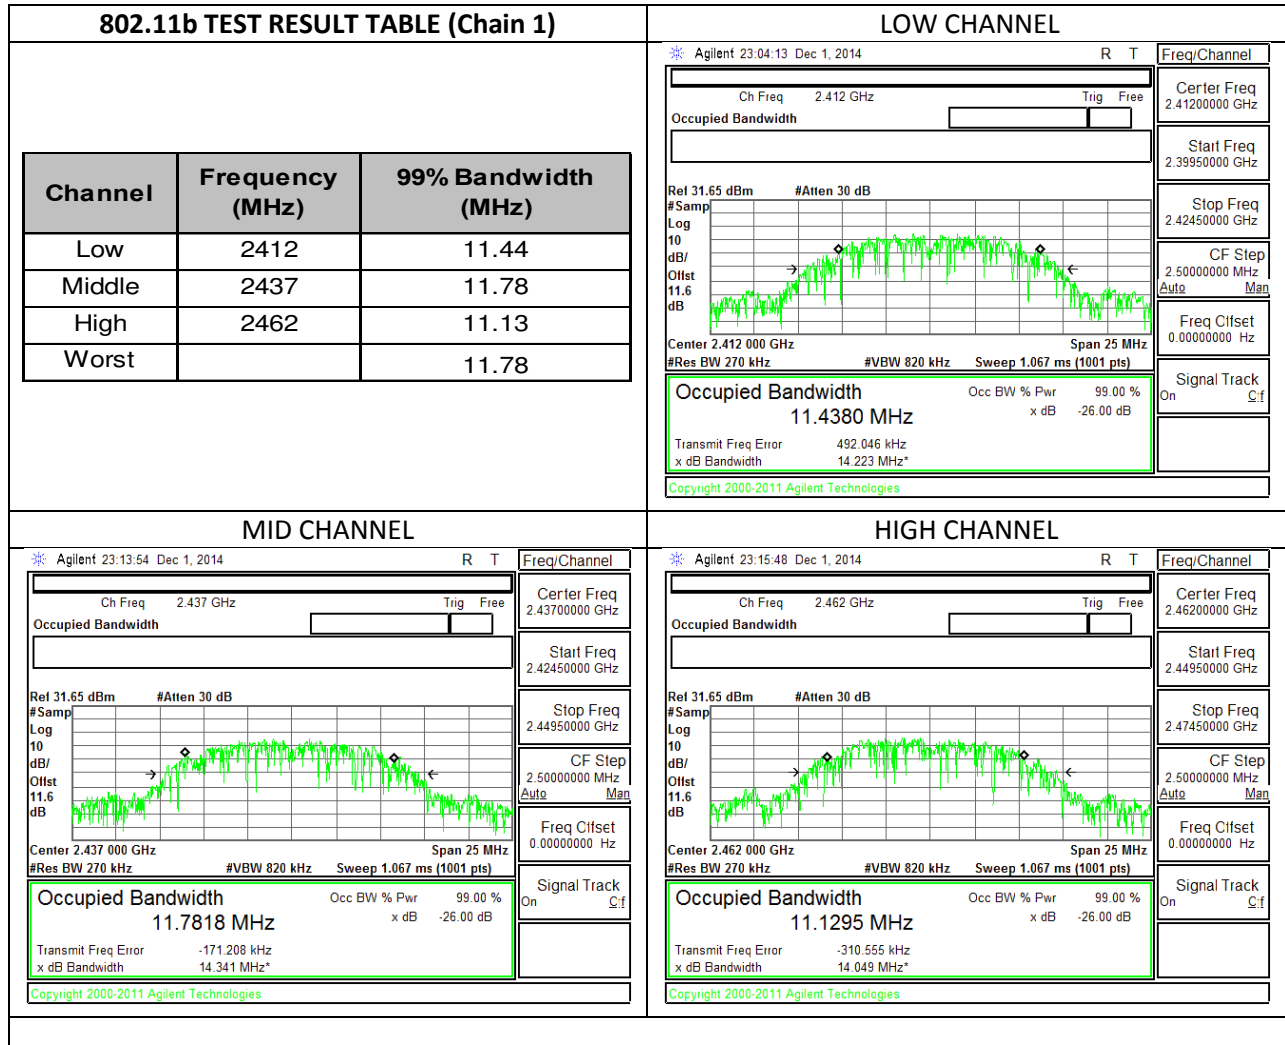 802.11b TEST RESULT TABLE (Chain 1)
Channel Frequency (MHz) 99% Bandwidth (MHz)
Low 2412 11.44
Middle 2437 11.78
High 2462 11.13
Worst 11.78
LOW CHANNEL
Agilent 23:04:13 Dec 1, 2014 R T
Ch Freq 2.412 GHz Trig Free
Occupied Bandwidth
Ref 31.65 dBm #Atten 30 dB
#Samp
Log
10
dB/
Offst
11.6
dB
Center 2.412 000 GHz Span 25 MHz
#Res BW 270 kHz #VBW 820 kHz Sweep 1.067 ms (1001 pts)
Occupied Bandwidth Occ BW % Pwr 99.00 %
11.4380 MHz x dB -26.00 dB
Transmit Freq Error 492.046 kHz
x dB Bandwidth 14.223 MHz*
Copyright 2000-2011 Agilent Technologies
Freq/Channel
Center Freq
2.41200000 GHz
Start Freq
2.39950000 GHz
Stop Freq
2.42450000 GHz
CF Step
2.50000000 MHz
Auto Man
Freq Offset
0.00000000 Hz
Signal Track
On Off
MID CHANNEL
Agilent 23:13:54 Dec 1, 2014 R T
Ch Freq 2.437 GHz Trig Free
Occupied Bandwidth
Ref 31.65 dBm #Atten 30 dB
#Samp
Log
10
dB/
Offst
11.6
dB
Center 2.437 000 GHz Span 25 MHz
#Res BW 270 kHz #VBW 820 kHz Sweep 1.067 ms (1001 pts)
Occupied Bandwidth Occ BW % Pwr 99.00 %
11.7818 MHz x dB -26.00 dB
Transmit Freq Error -171.208 kHz
x dB Bandwidth 14.341 MHz*
Copyright 2000-2011 Agilent Technologies
Freq/Channel
Center Freq
2.43700000 GHz
Start Freq
2.42450000 GHz
Stop Freq
2.44950000 GHz
CF Step
2.50000000 MHz
Auto Man
Freq Offset
0.00000000 Hz
Signal Track
On Off
HIGH CHANNEL
Agilent 23:15:48 Dec 1, 2014 R T
Ch Freq 2.462 GHz Trig Free
Occupied Bandwidth
Ref 31.65 dBm #Atten 30 dB
#Samp
Log
10
dB/
Offst
11.6
dB
Center 2.462 000 GHz Span 25 MHz
#Res BW 270 kHz #VBW 820 kHz Sweep 1.067 ms (1001 pts)
Occupied Bandwidth Occ BW % Pwr 99.00 %
11.1295 MHz x dB -26.00 dB
Transmit Freq Error -310.555 kHz
x dB Bandwidth 14.049 MHz*
Copyright 2000-2011 Agilent Technologies
Freq/Channel
Center Freq
2.46200000 GHz
Start Freq
2.44950000 GHz
Stop Freq
2.47450000 GHz
CF Step
2.50000000 MHz
Auto Man
Freq Offset
0.00000000 Hz
Signal Track
On Off